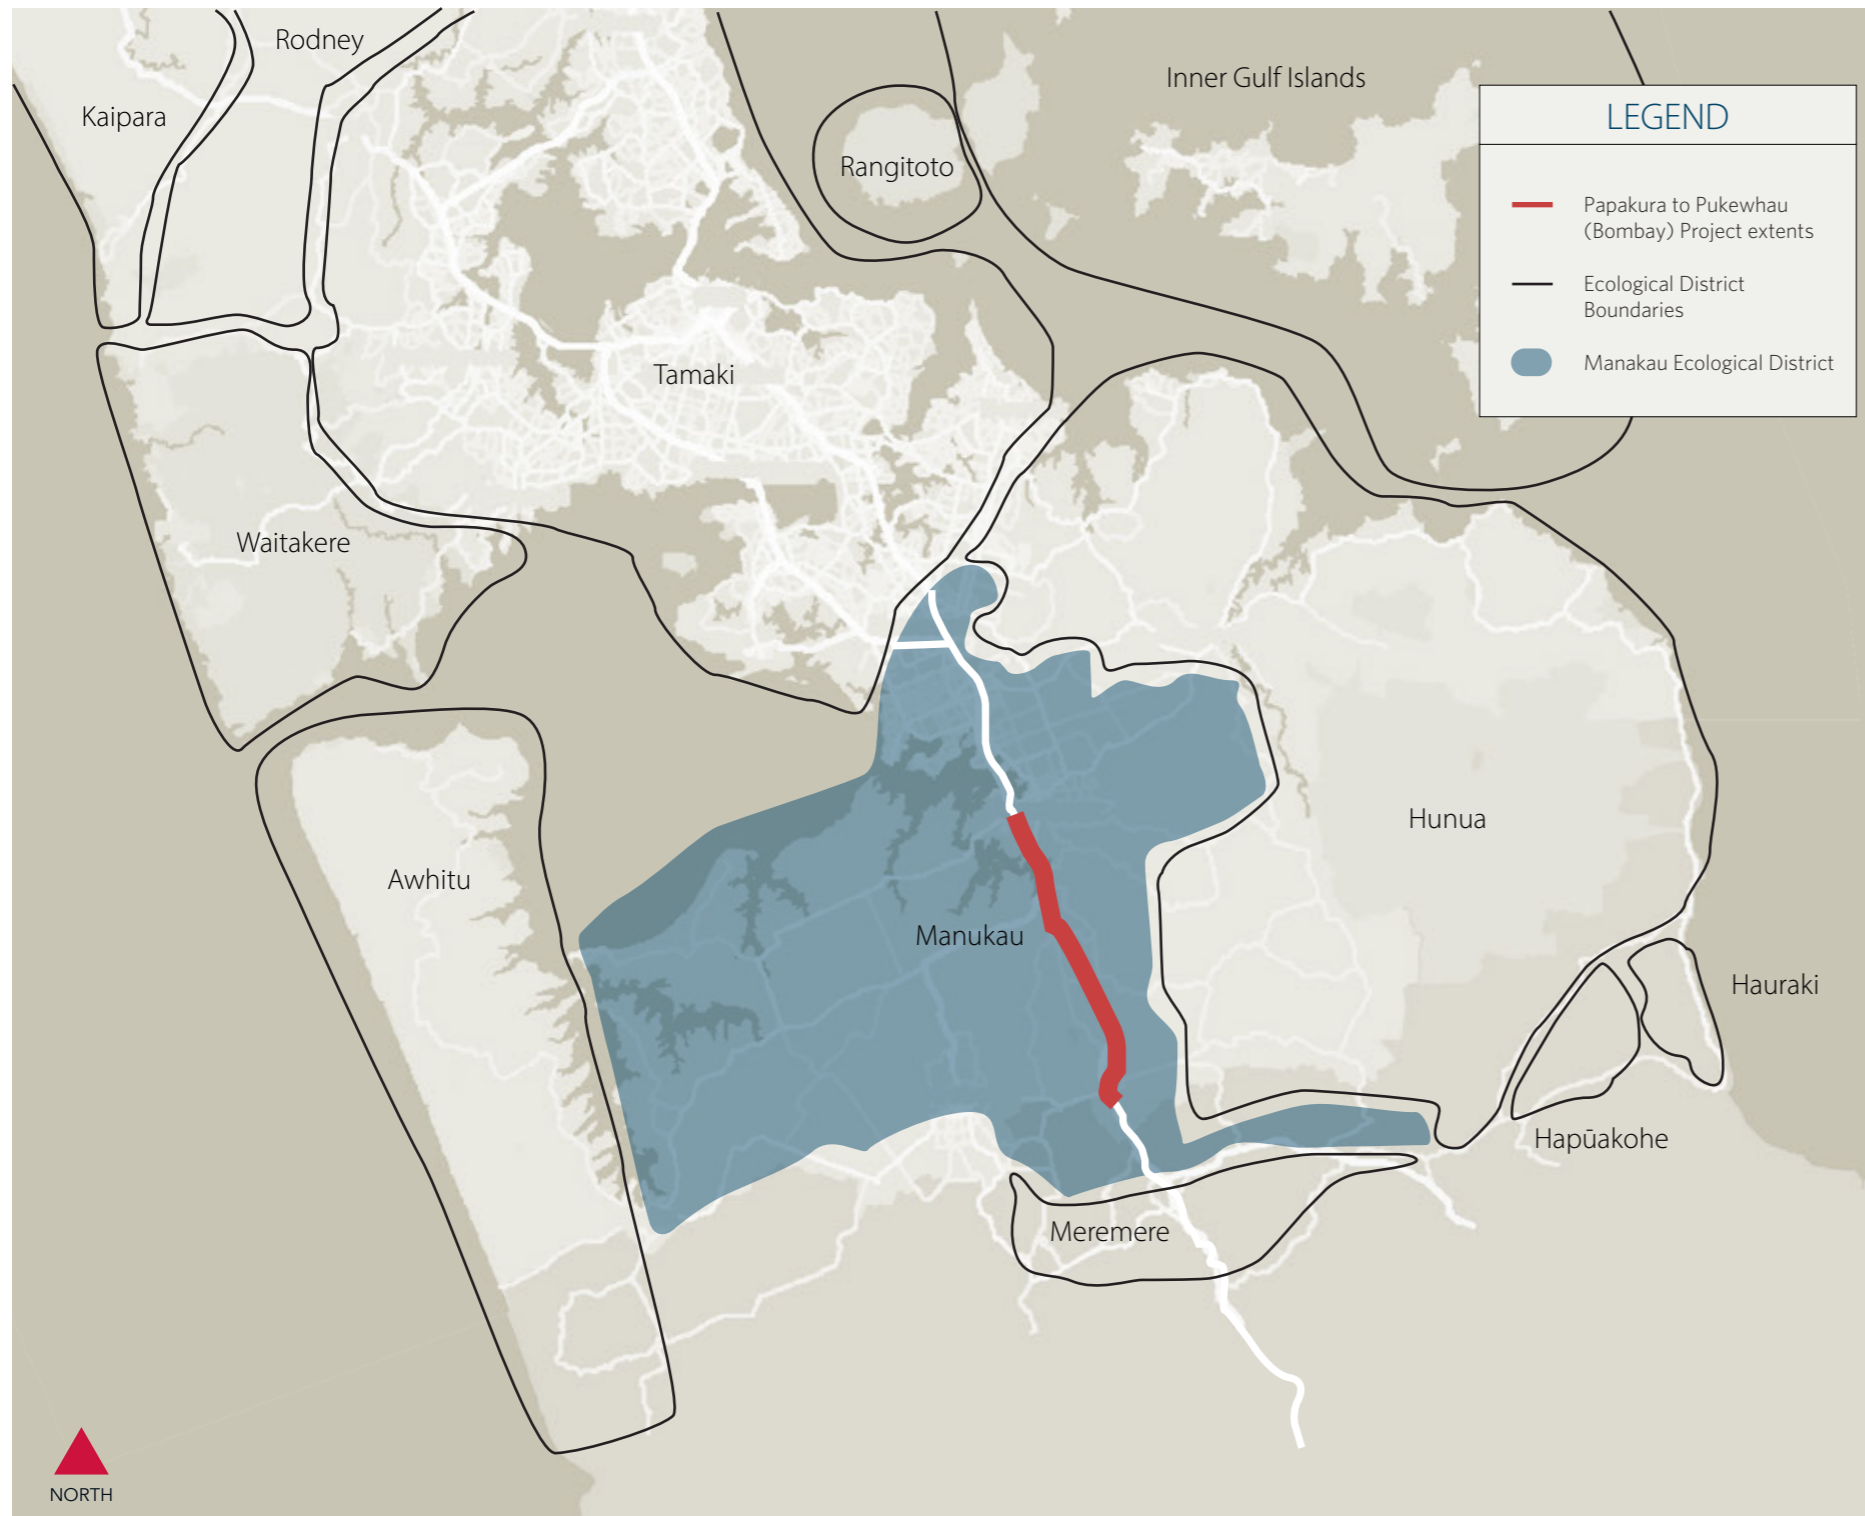 Rodney
Kaipara
Inner Gulf Islands
Rangitoto
LEGEND
Papakura to Pukewhau
(Bombay) Project extents
Ecological District
Boundaries
Manakau Ecological District
Tamaki
Waitakere
Hunua
Awhitu
Manukau
Hauraki
Hapūakohe
Meremere
NORTH